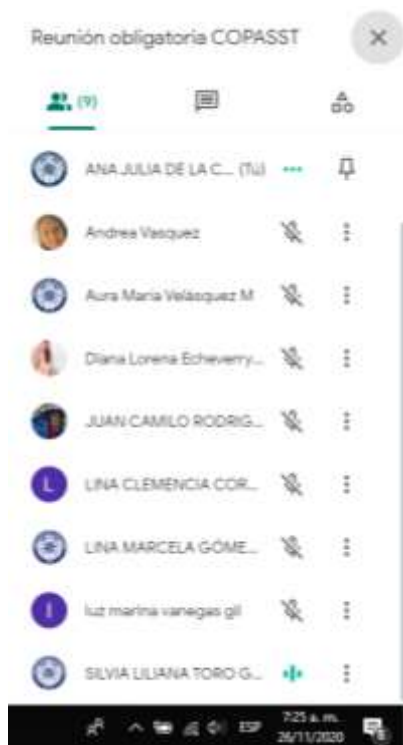 Reunión obligatoria COPASST
(9)
ANA JULIA DE LA C... (Tú)
Andrea Vasquez
Aura Maria Velásquez M
Diana Lorena Echeverry...
JUAN CAMILO RODRIG...
L LINA CLEMENCIA COR...
LINA MARCELA GÓME...
l luz marina vanegas gil
SILVIA LILIANA TORO G...
ESP 7:25 a. m.
26/11/2020